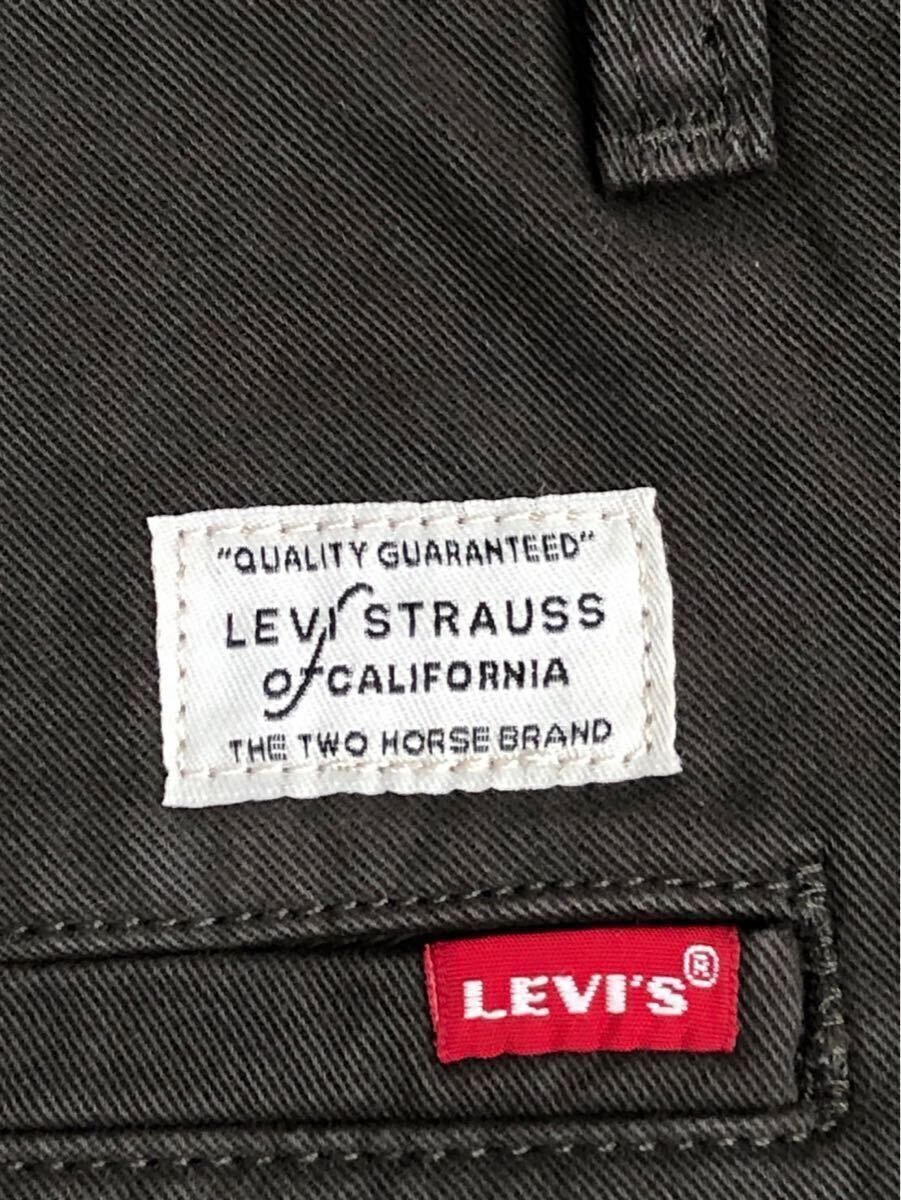 "QUALITY GUARANTEED"
LEVI STRAUSS
of CALIFORNIA
THE TWO HORSE BRAND
LEVI'S®